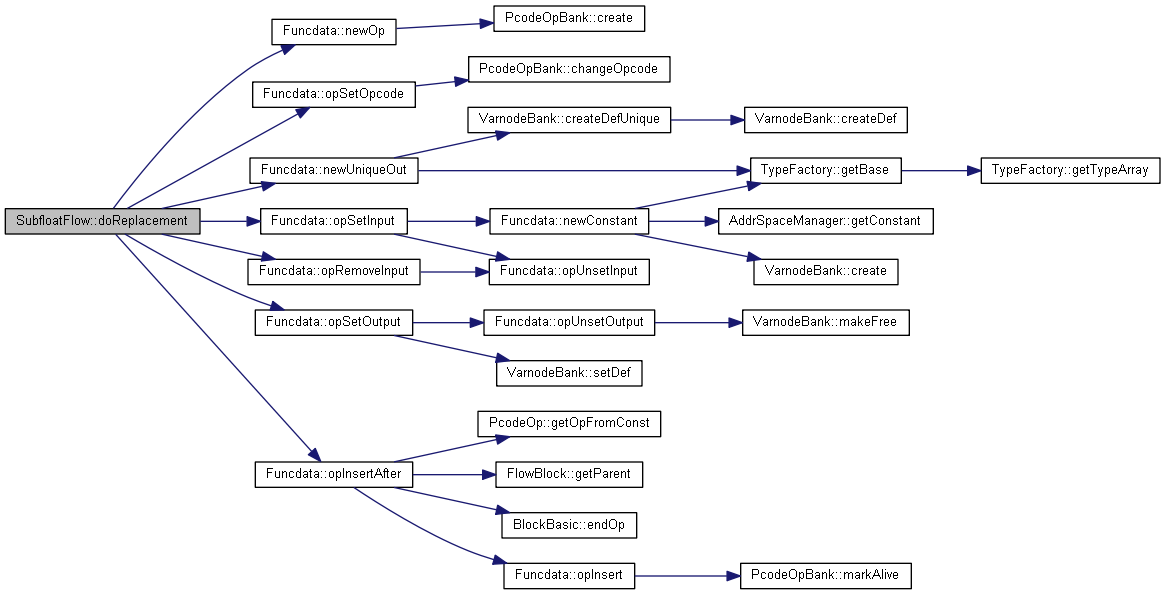 PcodeOpBank::create
Funcdata::newOp
PcodeOpBank::changeOpcode
Funcdata::opSetOpcode
VarnodeBank::createDefUnique
VarnodeBank::createDef
Funcdata::newUniqueOut
TypeFactory::getBase
TypeFactory::getTypeArray
SubfloatFlow::doReplacement
Funcdata::opSetInput
Funcdata::newConstant
AddrSpaceManager::getConstant
Funcdata::opRemoveInput
Funcdata::opUnsetInput
VarnodeBank::create
Funcdata::opSetOutput
Funcdata::opUnsetOutput
VarnodeBank::makeFree
VarnodeBank::setDef
PcodeOp::getOpFromConst
Funcdata::opInsertAfter
FlowBlock::getParent
BlockBasic::endOp
Funcdata::opInsert
PcodeOpBank::markAlive